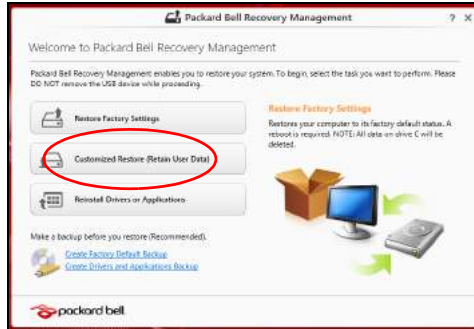 Packard Bell Recovery Management
? X
Welcome to Packard Bell Recovery Management
Packard Bell Recovery Management enables you to restore your system. To begin, select the task you want to perform. Please
DO NOT remove the USB device while proceeding.
Restore Factory Settings
Customized Restore (Retain User Data)
Reinstall Drivers or Applications
Restore Factory Settings
Restores your computer to its factory default status. A
reboot is required. NOTE: All data on drive C will be
deleted.
Make a backup before you restore (Recommended).
Create Factory Default Backup
Create Drivers and Applications Backup
packard bell